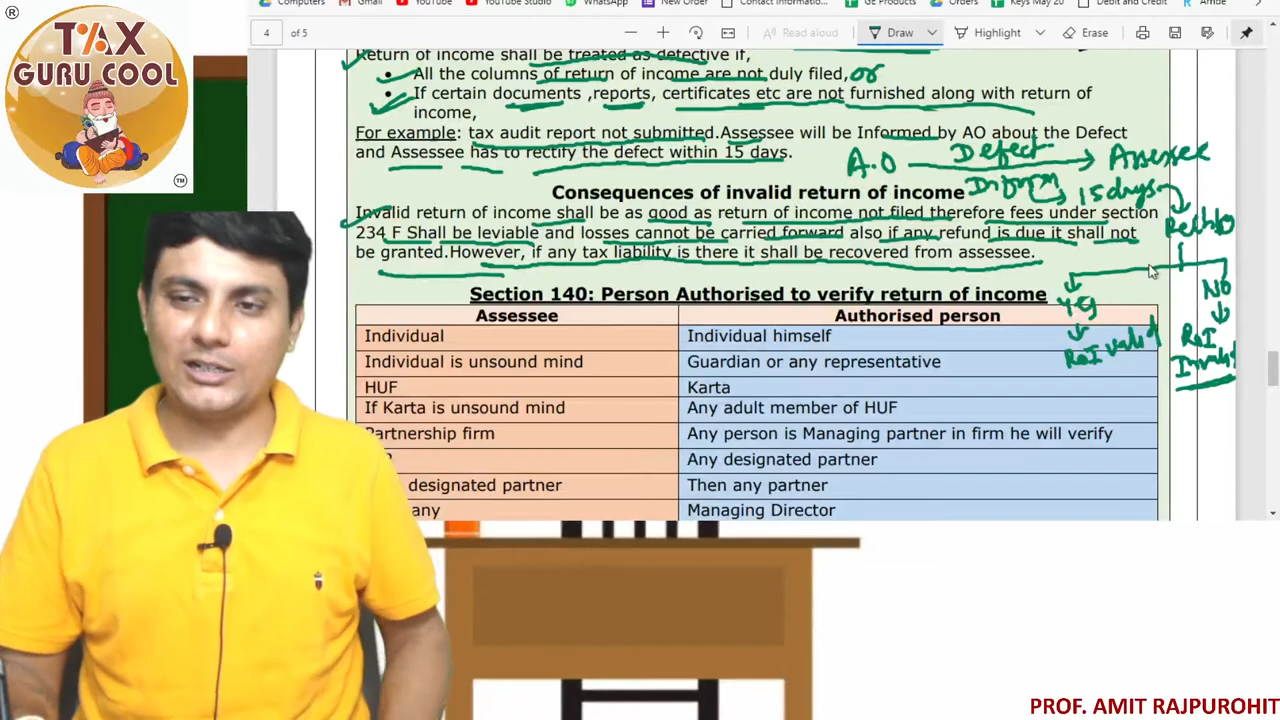 ®
TAX
GURU COOL
TM
Computers Gmail YouTube YouTube WhatsApp New Order Contact Informatio... GE Products Orders Keys May 20 Debit and Credit
4 of 5 Read aloud Draw Highlight Erase
Return of income shall be treated as defective if,
• All the columns of return of income are not duly filed, or
• If certain documents ,reports, certificates etc are not furnished along with return of
income,
For example: tax audit report not submitted.Assessee will be Informed by AO about the Defect
and Assessee has to rectify the defect within 15 days.
A.O Defect Assessee
Inform 15 days
Consequences of invalid return of income
Invalid return of income shall be as good as return of income not filed therefore fees under section
234 F Shall be leviable and losses cannot be carried forward also if any refund is due it shall not
be granted.However, if any tax liability is there it shall be recovered from assessee.
Yes No
RoI valid RoI Invalid
Section 140: Person Authorised to verify return of income
Assessee Authorised person
Individual Individual himself
Individual is unsound mind Guardian or any representative
HUF Karta
If Karta is unsound mind Any adult member of HUF
Partnership firm Any person is Managing partner in firm he will verify
Any designated partner
designated partner Then any partner
any Managing Director
PROF. AMIT RAJPUROHIT